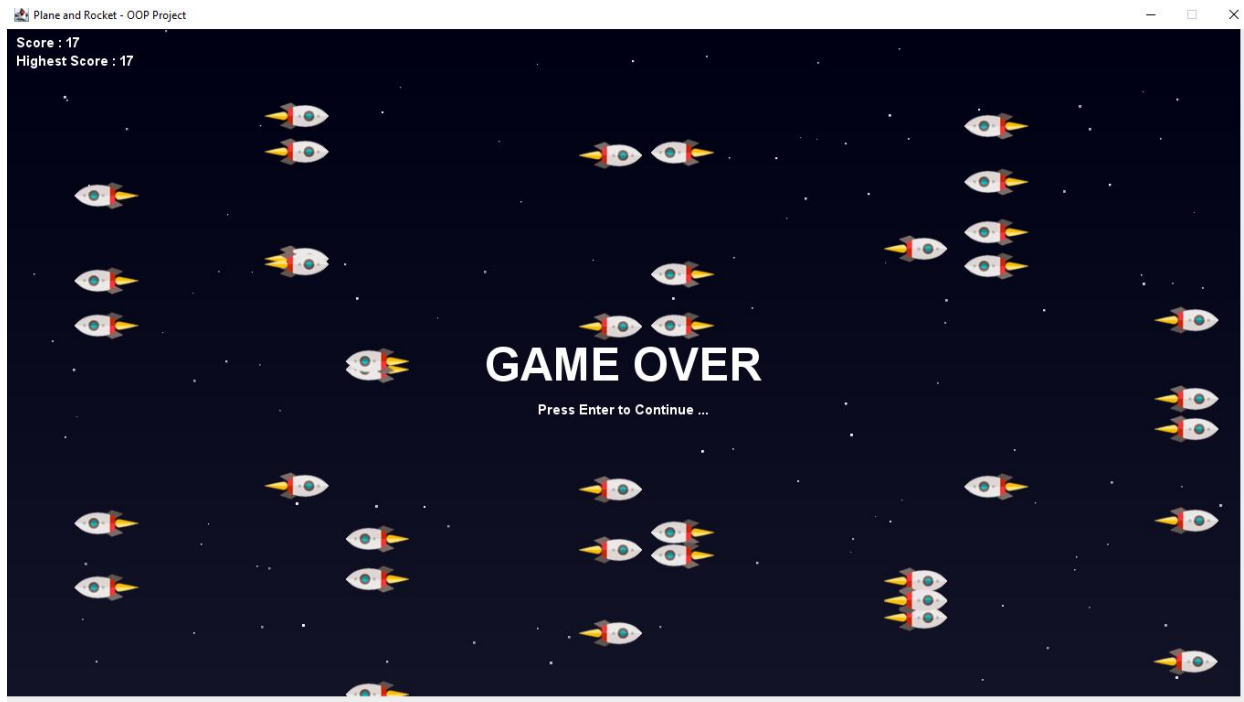 Plane and Rocket - OOP Project
Score : 17
Highest Score : 17
GAME OVER
Press Enter to Continue ...